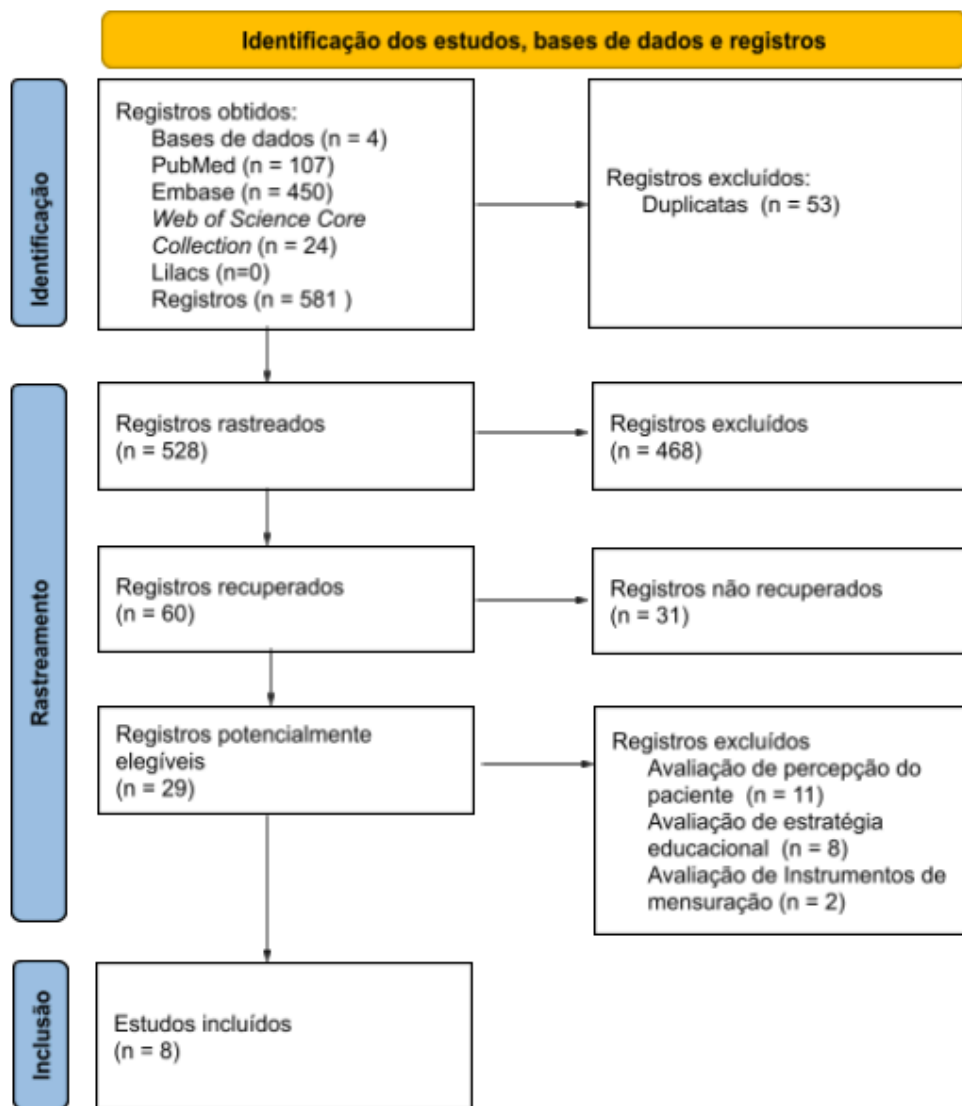 Identificação dos estudos, bases de dados e registros
Identificação
Registros obtidos:
Bases de dados (n = 4)
PubMed (n = 107)
Embase (n = 450)
Web of Science Core
Collection (n = 24)
Lilacs (n=0)
Registros (n = 581 )
Registros excluídos:
Duplicatas (n = 53)
Rastreamento
Registros rastreados
(n = 528)
Registros excluídos
(n = 468)
Registros recuperados
(n = 60)
Registros não recuperados
(n = 31)
Registros potencialmente
elegíveis
(n = 29)
Registros excluídos
Avaliação de percepção do
paciente (n = 11)
Avaliação de estratégia
educacional (n = 8)
Avaliação de Instrumentos de
mensuração (n = 2)
Inclusão
Estudos incluídos
(n = 8)